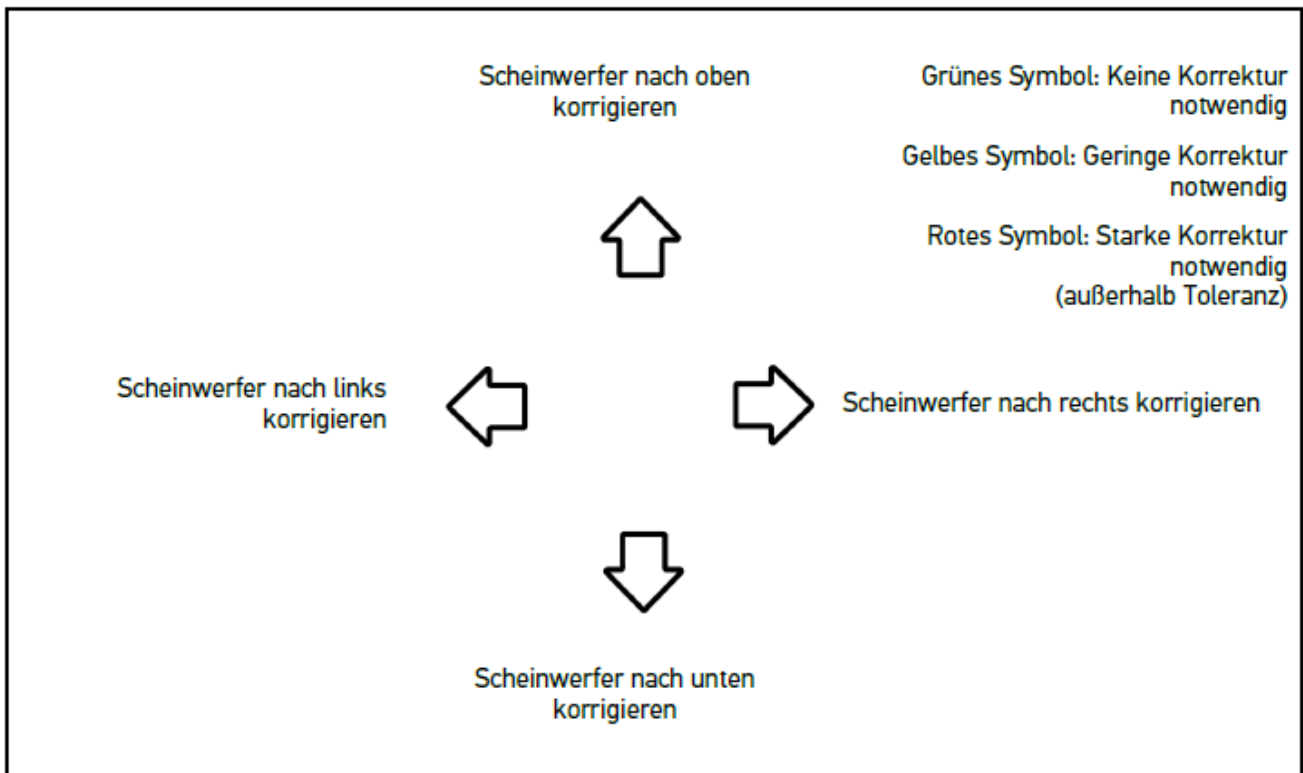 Scheinwerfer nach oben
korrigieren
Grünes Symbol: Keine Korrektur
notwendig
Gelbes Symbol: Geringe Korrektur
notwendig
Rotes Symbol: Starke Korrektur
notwendig
(außerhalb Toleranz)
Scheinwerfer nach links
korrigieren
Scheinwerfer nach rechts korrigieren
Scheinwerfer nach unten
korrigieren